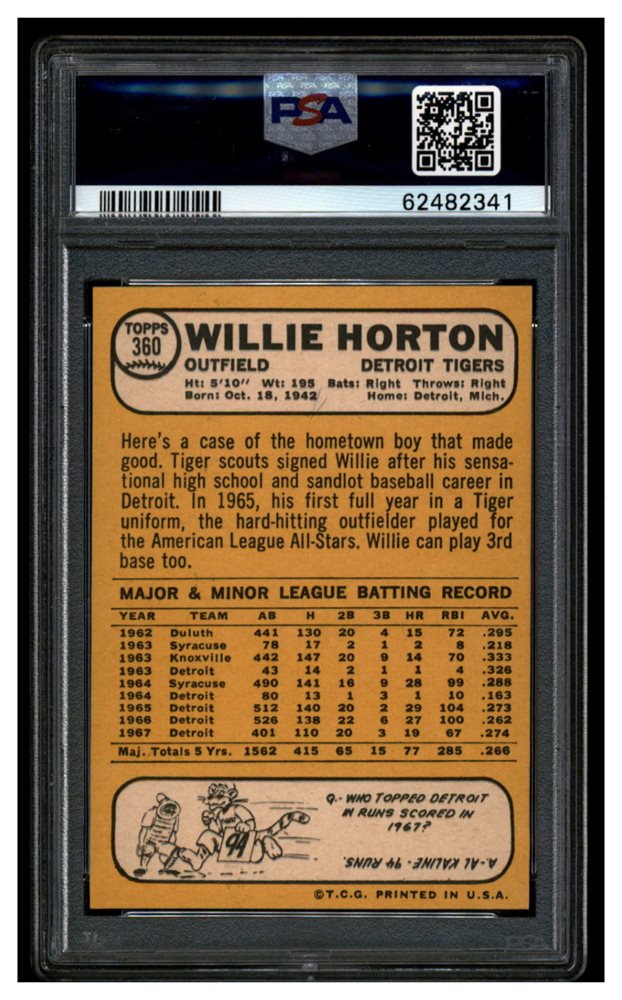 PSA
62482341
TOPPS
360
WILLIE HORTON
OUTFIELD DETROIT TIGERS
Ht: 5'10" Wt: 195 Bats: Right Throws: Right
Born: Oct. 18, 1942 Home: Detroit, Mich.
Here's a case of the hometown boy that made
good. Tiger scouts signed Willie after his sensa-
tional high school and sandlot baseball career in
Detroit. In 1965, his first full year in a Tiger
uniform, the hard-hitting outfielder played for
the American League All-Stars. Willie can play 3rd
base too.
MAJOR & MINOR LEAGUE BATTING RECORD
YEAR TEAM AB H 2B 3B HR RBI AVG.
1962 Duluth 441 130 20 4 15 72 .295
1963 Syracuse 78 17 2 1 2 8 .218
1963 Knoxville 442 147 20 9 14 70 .333
1963 Detroit 43 14 2 1 1 4 .326
1964 Syracuse 490 141 16 9 28 99 .288
1964 Detroit 80 13 1 3 1 10 .163
1965 Detroit 512 140 20 2 29 104 .273
1966 Detroit 526 138 22 6 27 100 .262
1967 Detroit 401 110 20 3 19 67 .274
Maj. Totals 5 Yrs. 1562 415 65 15 77 285 .266
94
Q.- WHO TOPPED DETROIT
IN RUNS SCORED IN
1967?
A-AL KALINE- 94 RUNS.
©T.C.G. PRINTED IN U.S.A.